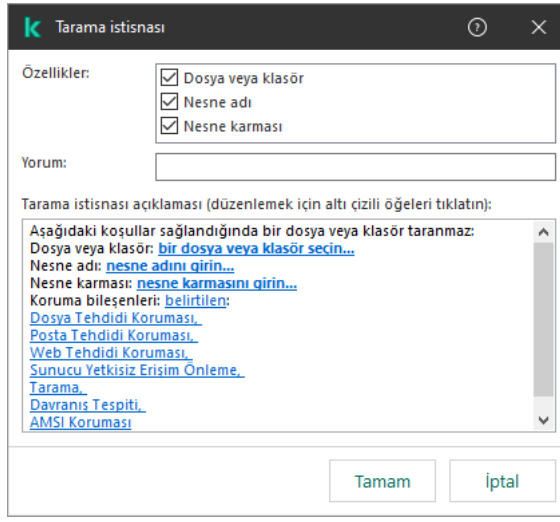 Tarama istisnası
Özellikler:
Dosya veya klasör
Nesne adı
Nesne karması
Yorum:
Tarama istisnası açıklaması (düzenlemek için altı çizili öğeleri tıklatın):
Aşağıdaki koşullar sağlandığında bir dosya veya klasör taranmaz:
Dosya veya klasör: bir dosya veya klasör seçin...
Nesne adı: nesne adını girin...
Nesne karması: nesne karmasını girin...
Koruma bileşenleri: belirtilen:
Dosya Tehdidi Koruması,
Posta Tehdidi Koruması,
Web Tehdidi Koruması,
Sunucu Yetkisiz Erişim Önleme,
Tarama,
Davranış Tespiti,
AMSI Koruması
Tamam
İptal